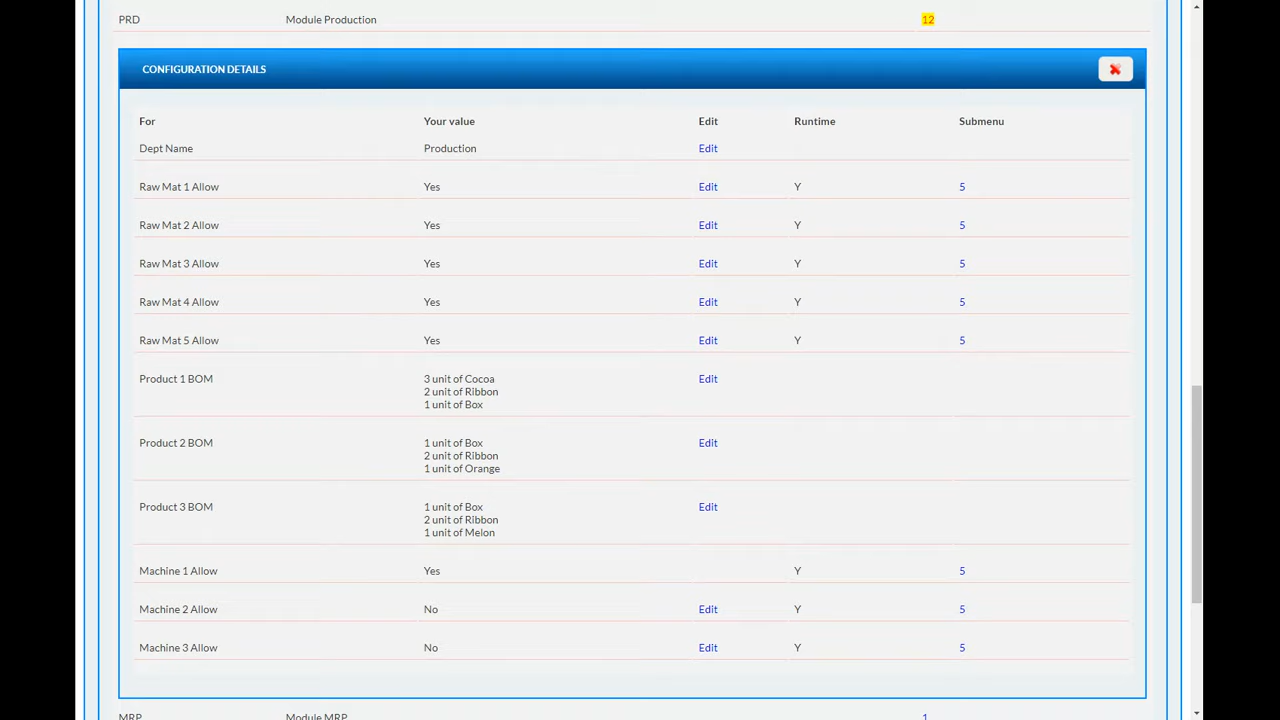 PRD Module Production 12
CONFIGURATION DETAILS
For Your value Edit Runtime Submenu
Dept Name Production Edit
Raw Mat 1 Allow Yes Edit Y 5
Raw Mat 2 Allow Yes Edit Y 5
Raw Mat 3 Allow Yes Edit Y 5
Raw Mat 4 Allow Yes Edit Y 5
Raw Mat 5 Allow Yes Edit Y 5
Product 1 BOM 3 unit of Cocoa Edit
2 unit of Ribbon
1 unit of Box
Product 2 BOM 1 unit of Box Edit
2 unit of Ribbon
1 unit of Orange
Product 3 BOM 1 unit of Box Edit
2 unit of Ribbon
1 unit of Melon
Machine 1 Allow Yes Y 5
Machine 2 Allow No Edit Y 5
Machine 3 Allow No Edit Y 5
MRP Module MRP 1